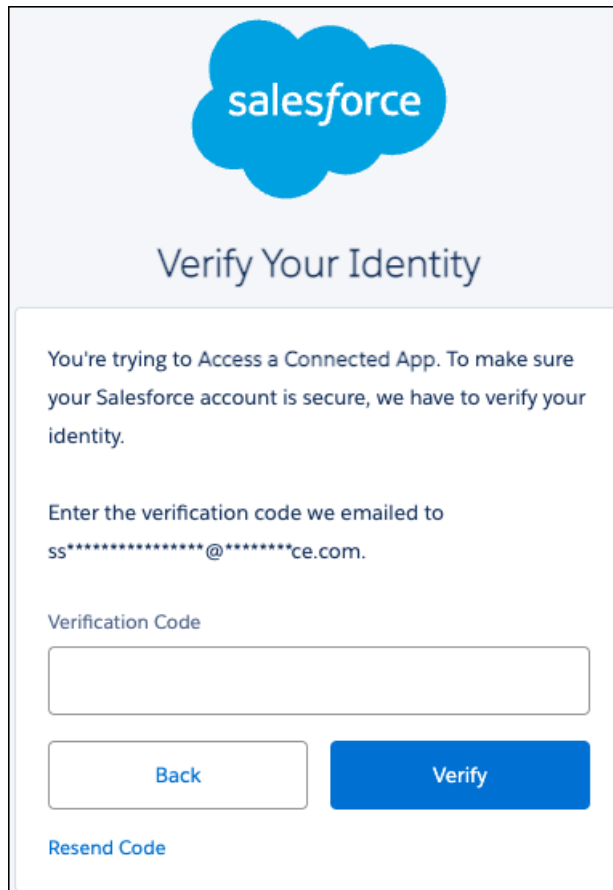 salesforce
Verify Your Identity
You're trying to Access a Connected App. To make sure
your Salesforce account is secure, we have to verify your
identity.
Enter the verification code we emailed to
ss****************@********ce.com.
Verification Code
Back
Verify
Resend Code